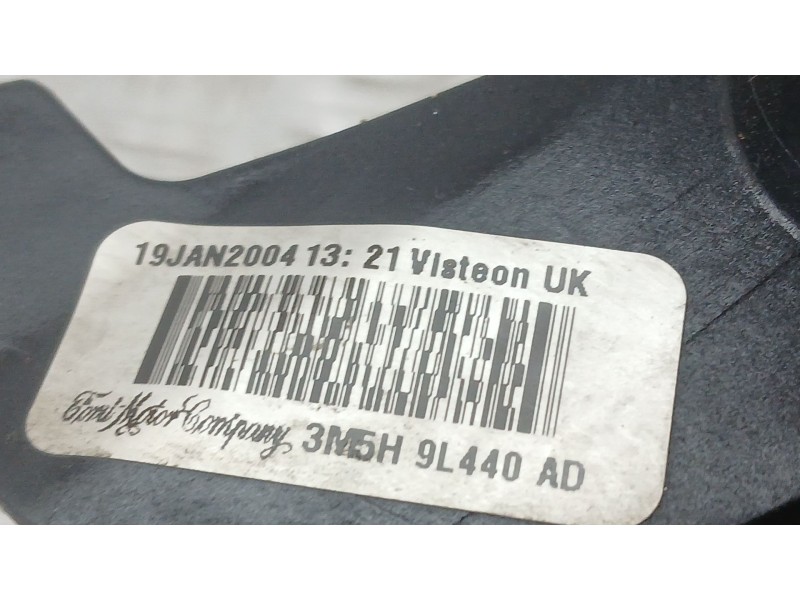 19JAN2004 13: 21 Visteon UK
Ford Motor Company 3M5H 9L440 AD